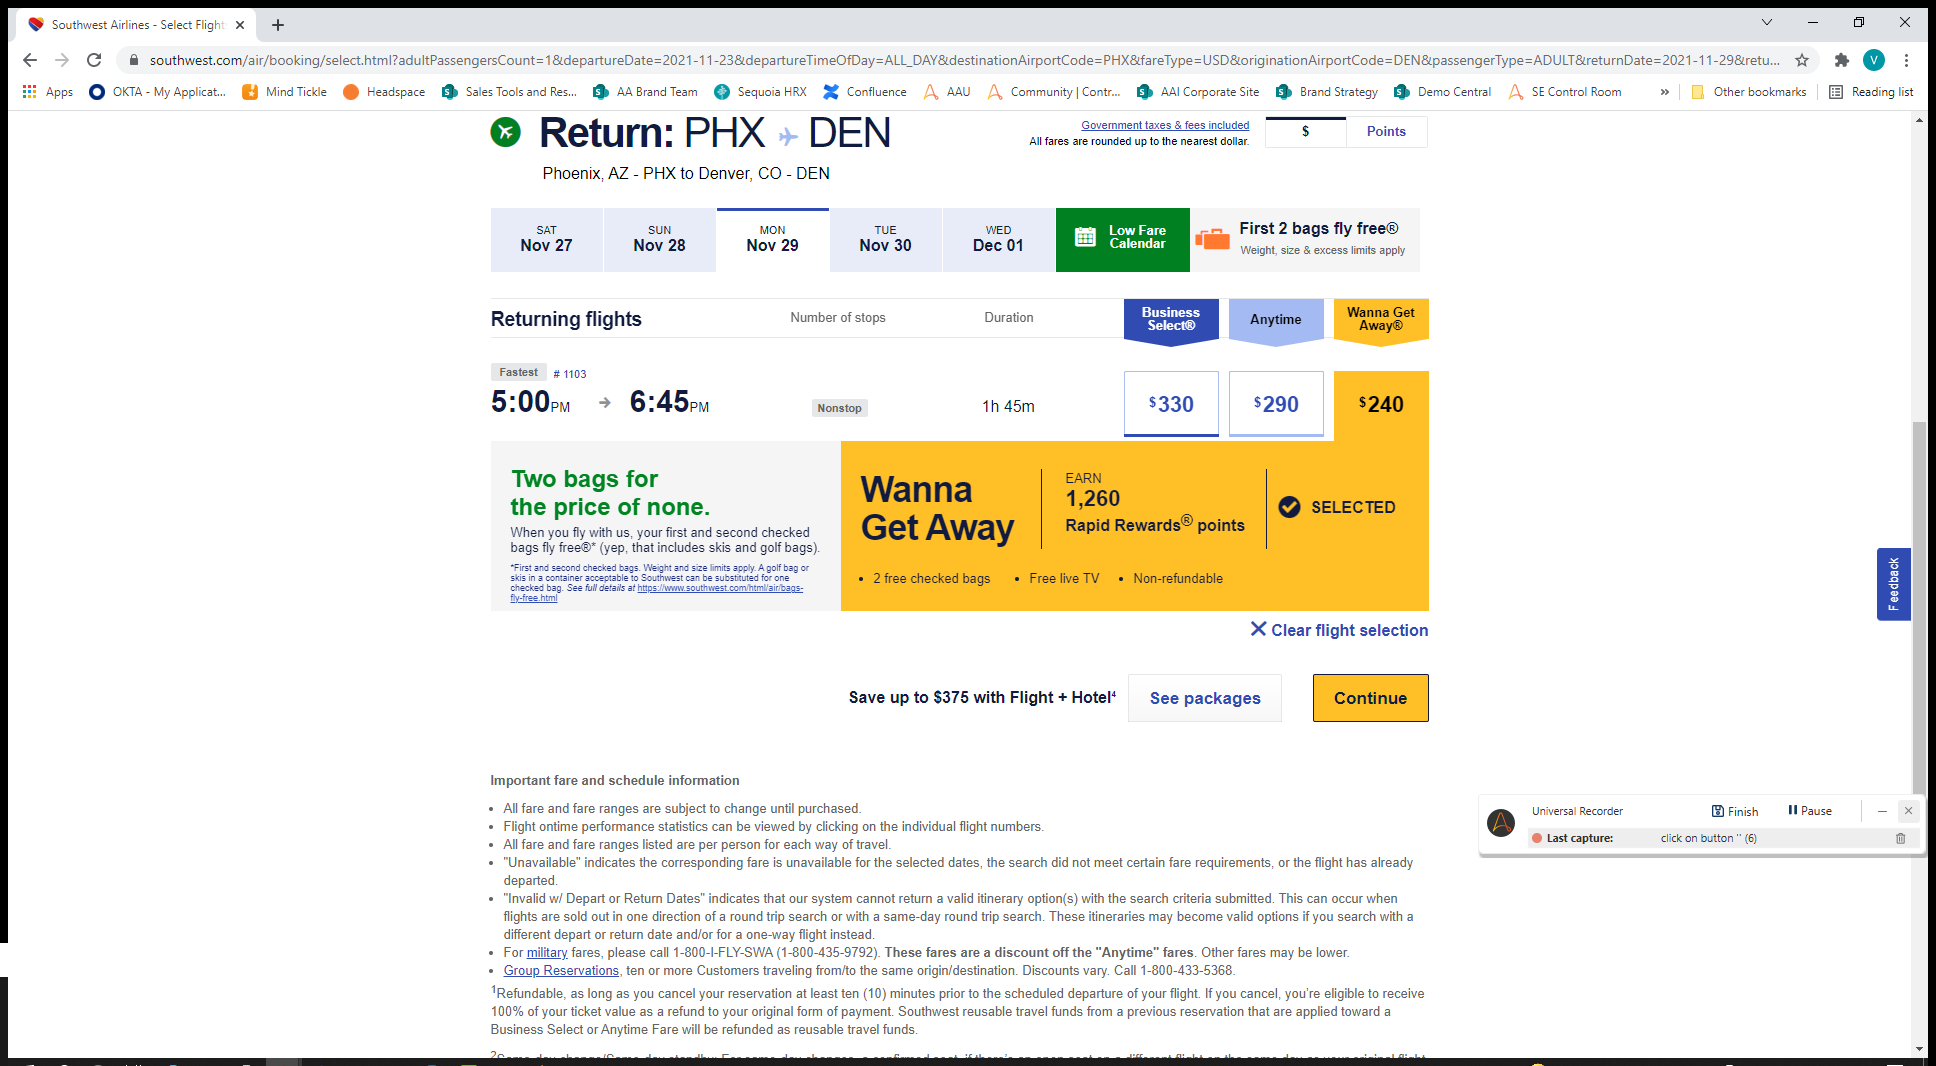 Southwest Airlines - Select Flight
southwest.com/air/booking/select.html?adultPassengersCount=1&departureDate=2021-11-23&departureTimeOfDay=ALL_DAY&destinationAirportCode=PHX&fareType=USD&originationAirportCode=DEN&passengerType=ADULT&returnDate=2021-11-29&retu...
V
Apps
OKTA - My Applicat...
Mind Tickle
Headspace
Sales Tools and Res...
AA Brand Team
Sequoia HRX
Confluence
AAU
Community | Contr...
AAI Corporate Site
Brand Strategy
Demo Central
SE Control Room
»
Other bookmarks
Reading list
Return: PHX DEN
Government taxes & fees included
All fares are rounded up to the nearest dollar.
$
Points
Phoenix, AZ - PHX to Denver, CO - DEN
SAT
Nov 27
SUN
Nov 28
MON
Nov 29
TUE
Nov 30
WED
Dec 01
Low Fare
Calendar
First 2 bags fly free®
Weight, size & excess limits apply
Returning flights
Number of stops
Duration
Business
Select®
Anytime
Wanna Get
Away®
Fastest
# 1103
5:00PM
6:45PM
Nonstop
1h 45m
$330
$290
$240
Two bags for
the price of none.
When you fly with us, your first and second checked
bags fly free®* (yep, that includes skis and golf bags).
*First and second checked bags. Weight and size limits apply. A golf bag or
skis in a container acceptable to Southwest can be substituted for one
checked bag. See full details at https://www.southwest.com/html/air/bags-
fly-free.html
Wanna
Get Away
EARN
1,260
Rapid Rewards® points
SELECTED
• 2 free checked bags
• Free live TV
• Non-refundable
Clear flight selection
Save up to $375 with Flight + Hotel⁴
See packages
Continue
Feedback
Important fare and schedule information
• All fare and fare ranges are subject to change until purchased.
• Flight ontime performance statistics can be viewed by clicking on the individual flight numbers.
• All fare and fare ranges listed are per person for each way of travel.
• "Unavailable" indicates the corresponding fare is unavailable for the selected dates, the search did not meet certain fare requirements, or the flight has already
departed.
• "Invalid w/ Depart or Return Dates" indicates that our system cannot return a valid itinerary option(s) with the search criteria submitted. This can occur when
flights are sold out in one direction of a round trip search or with a same-day round trip search. These itineraries may become valid options if you search with a
different depart or return date and/or for a one-way flight instead.
• For military fares, please call 1-800-I-FLY-SWA (1-800-435-9792). These fares are a discount off the "Anytime" fares. Other fares may be lower.
• Group Reservations, ten or more Customers traveling from/to the same origin/destination. Discounts vary. Call 1-800-433-5368.
¹Refundable, as long as you cancel your reservation at least ten (10) minutes prior to the scheduled departure of your flight. If you cancel, you're eligible to receive
100% of your ticket value as a refund to your original form of payment. Southwest reusable travel funds from a previous reservation that are applied toward a
Business Select or Anytime Fare will be refunded as reusable travel funds.
Universal Recorder
Finish
Pause
Last capture:
click on button '' (6)